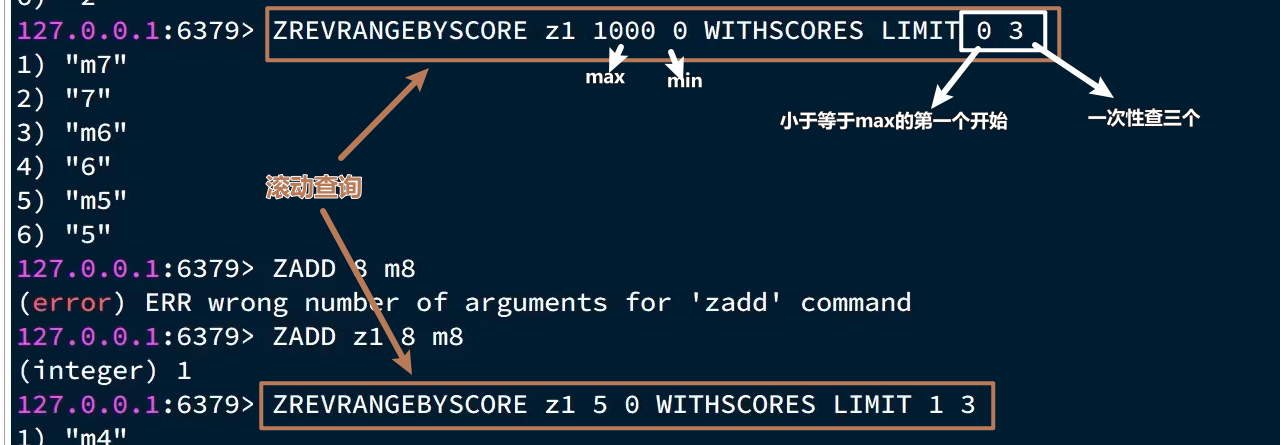 6) "2"
127.0.0.1:6379> ZREVRANGEBYSCORE z1 1000 0 WITHSCORES LIMIT 0 3
1) "m7"
max
min
2) "7"
小于等于max的第一个开始
一次性查三个
3) "m6"
4) "6"
滚动查询
5) "m5"
6) "5"
127.0.0.1:6379> ZADD 8 m8
(error) ERR wrong number of arguments for 'zadd' command
127.0.0.1:6379> ZADD z1 8 m8
(integer) 1
127.0.0.1:6379> ZREVRANGEBYSCORE z1 5 0 WITHSCORES LIMIT 1 3
1) "m4"